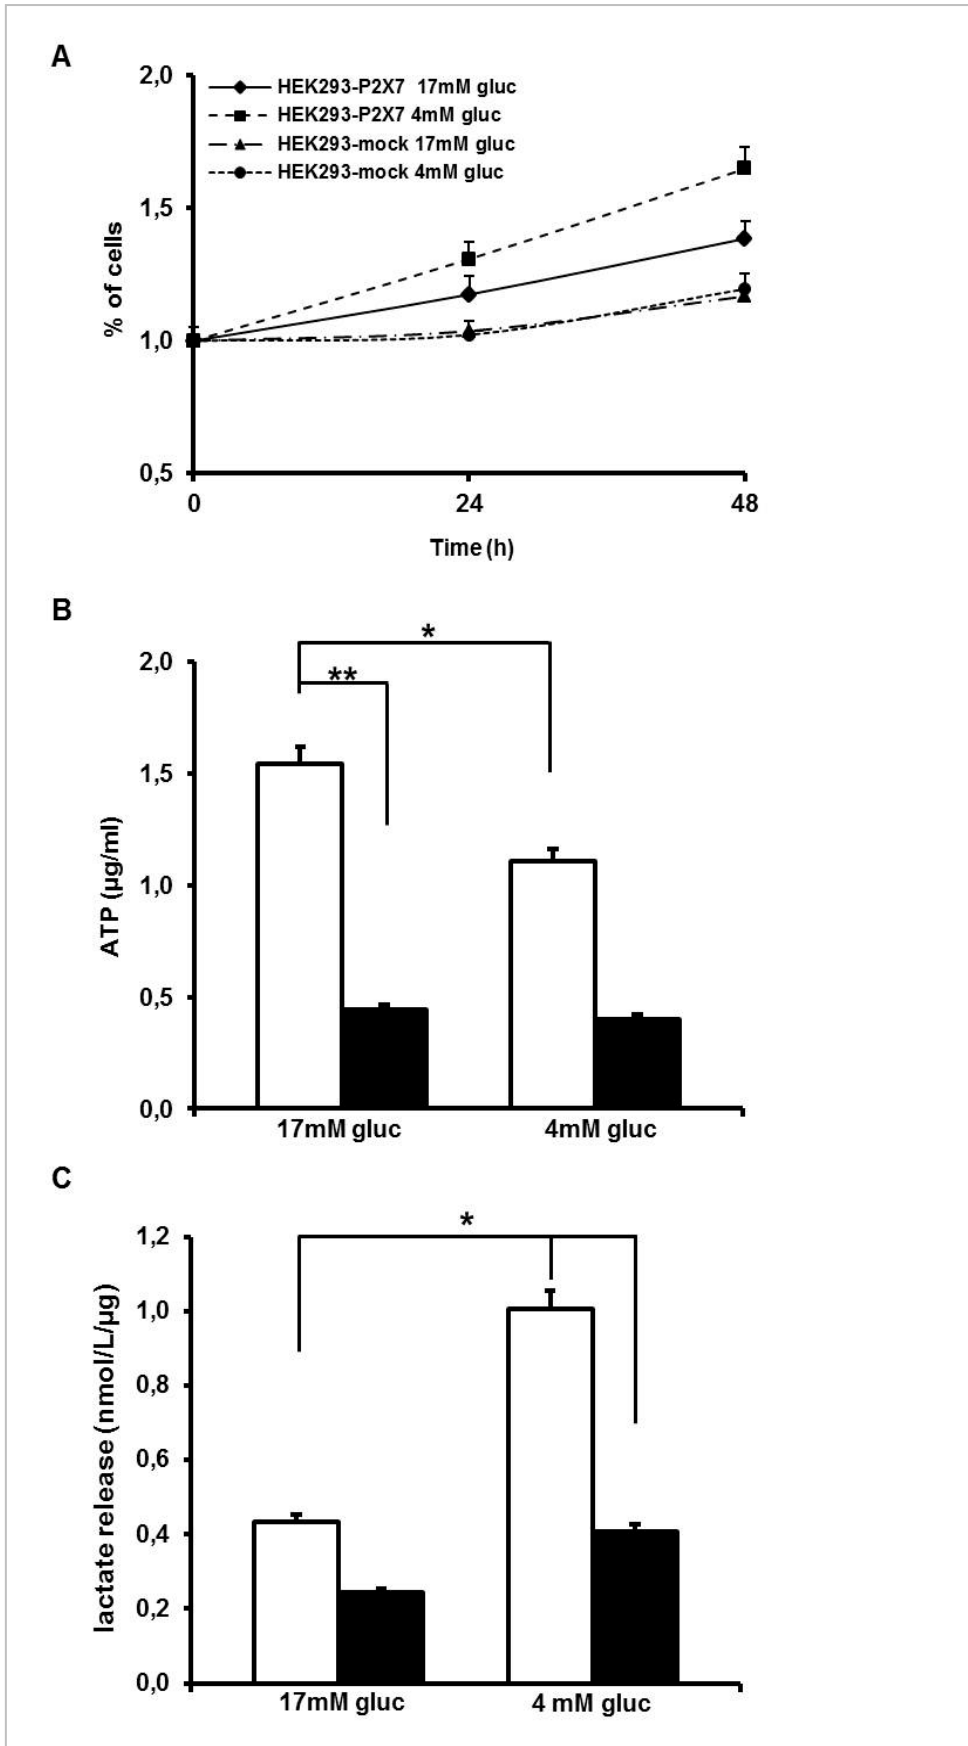 A
2,0
HEK293-P2X7 17mM gluc
HEK293-P2X7 4mM gluc
HEK293-mock 17mM gluc
HEK293-mock 4mM gluc
1,5
% of cells
1,0
0,5
0
24
48
Time (h)
B
*
**
2,0
1,5
ATP (µg/ml)
1,0
0,5
0,0
17mM gluc
4mM gluc
C
*
1,2
1,0
0,8
lactate release (nmol/L/µg)
0,6
0,4
0,2
0,0
17mM gluc
4 mM gluc